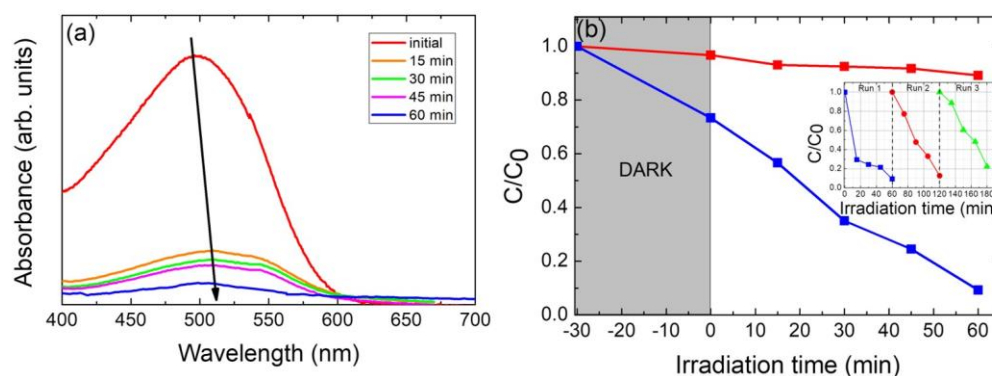 (a)
initial
15 min
30 min
45 min
60 min
Absorbance (arb. units)
400 450 500 550 600 650 700
Wavelength (nm)
(b)
1.0
0.8
0.6
0.4
0.2
0.0
C/C0
DARK
-30 -20 -10 0 10 20 30 40 50 60
Irradiation time (min)
Run 1 Run 2 Run 3
1.0
0.8
0.6
0.4
0.2
0.0
C/C0
0 20 40 60 80 100 120 140 160 180
Irradiation time (min